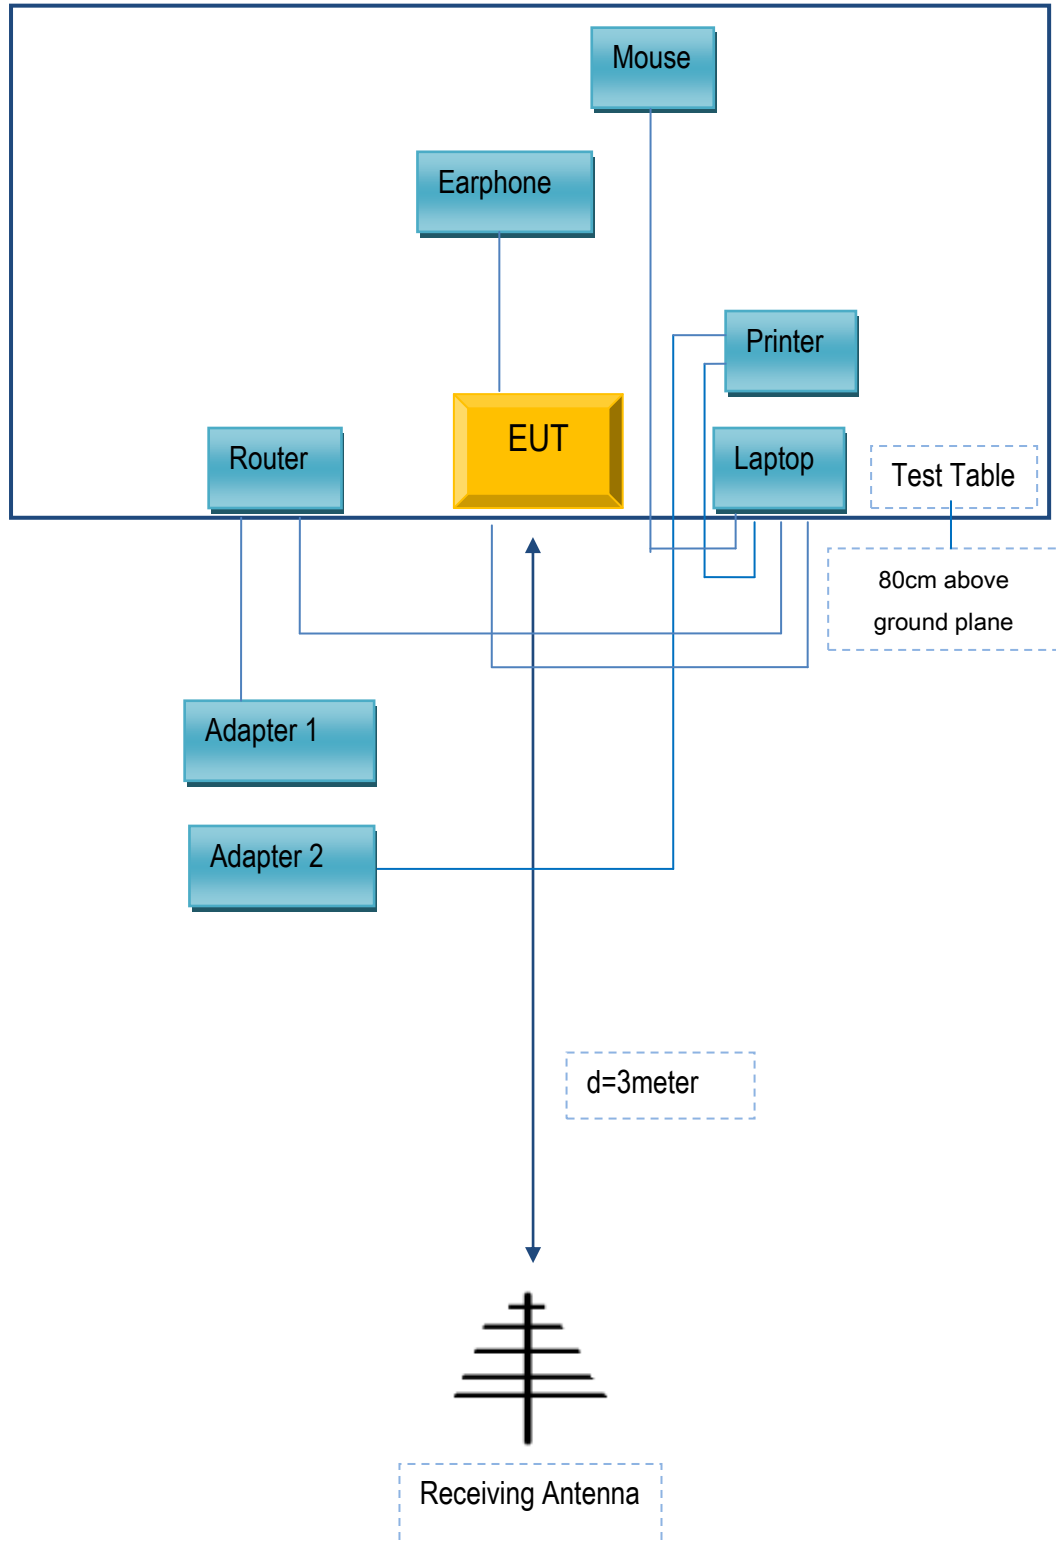 Mouse
Earphone
Printer
EUT
Router
Laptop
Test Table
80cm above
ground plane
Adapter 1
Adapter 2
d=3meter
Receiving Antenna